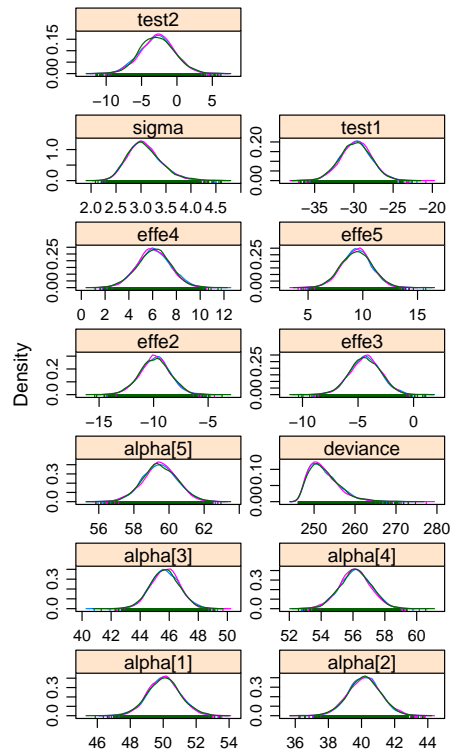 test2
0.00 0.15
−10 −5 0 5
sigma test1
0.0 1.0
0.00 0.20
2.0 2.5 3.0 3.5 4.0 4.5
−35 −30 −25 −20
effe4 effe5
0.00 0.25
0.00 0.25
0 2 4 6 8 10 12
5 10 15
effe2 effe3
0.0 0.2
0.00 0.25
−15 −10 −5
−10 −5 0
Density
alpha[5] deviance
0.0 0.3
0.00 0.10
56 58 60 62
250 260 270 280
alpha[3] alpha[4]
0.0 0.3
0.0 0.3
40 42 44 46 48 50
52 54 56 58 60
alpha[1] alpha[2]
0.0 0.3
0.0 0.3
46 48 50 52 54
36 38 40 42 44